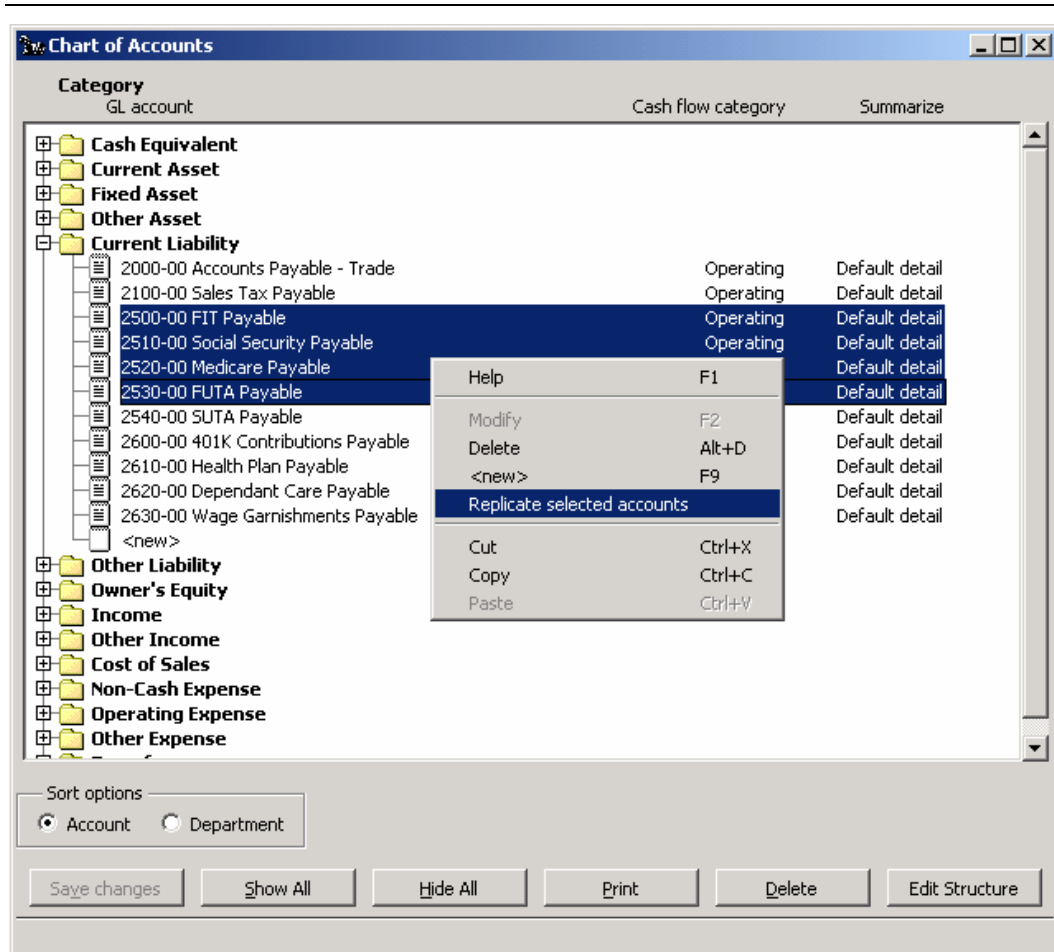 Chart of Accounts
Category
GL account Cash flow category Summarize
Cash Equivalent
Current Asset
Fixed Asset
Other Asset
Current Liability
2000-00 Accounts Payable - Trade Operating Default detail
2100-00 Sales Tax Payable Operating Default detail
2500-00 FIT Payable Operating Default detail
2510-00 Social Security Payable Operating Default detail
2520-00 Medicare Payable Default detail
2530-00 FUTA Payable Default detail
2540-00 SUTA Payable Default detail
2600-00 401K Contributions Payable Default detail
2610-00 Health Plan Payable Default detail
2620-00 Dependant Care Payable Default detail
2630-00 Wage Garnishments Payable Default detail
<new>
Help F1
Modify F2
Delete Alt+D
<new> F9
Replicate selected accounts
Cut Ctrl+X
Copy Ctrl+C
Paste Ctrl+V
Other Liability
Owner's Equity
Income
Other Income
Cost of Sales
Non-Cash Expense
Operating Expense
Other Expense
Sort options
Account Department
Save changes Show All Hide All Print Delete Edit Structure